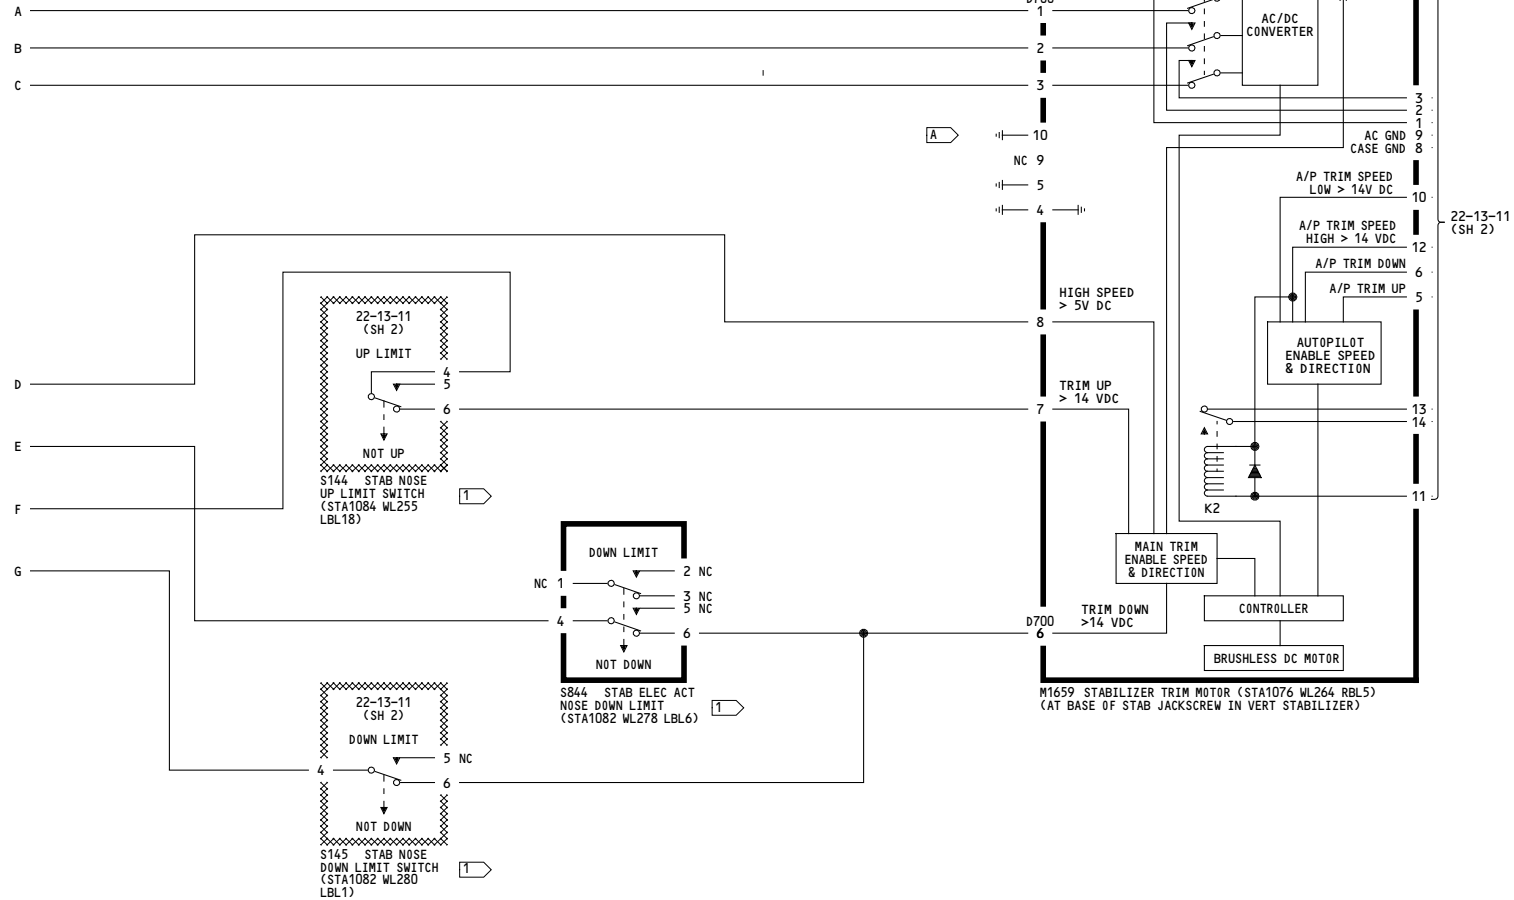 A
B
C
D
E
F
G
1
2
3
10
NC 9
5
4
8
7
D700
6
A
AC/DC
CONVERTER
3
2
1
AC GND 9
CASE GND 8
A/P TRIM SPEED
LOW > 14V DC
10
A/P TRIM SPEED
HIGH > 14 VDC
12
A/P TRIM DOWN
6
A/P TRIM UP
5
22-13-11
(SH 2)
HIGH SPEED
> 5V DC
TRIM UP
> 14 VDC
AUTOPILOT
ENABLE SPEED
& DIRECTION
13
14
11
K2
MAIN TRIM
ENABLE SPEED
& DIRECTION
TRIM DOWN
>14 VDC
CONTROLLER
BRUSHLESS DC MOTOR
M1659 STABILIZER TRIM MOTOR (STA1076 WL264 RBL5)
(AT BASE OF STAB JACKSCREW IN VERT STABILIZER)
22-13-11
(SH 2)
UP LIMIT
4
5
6
NOT UP
S144 STAB NOSE
UP LIMIT SWITCH
(STA1084 WL255
LBL18)
1
DOWN LIMIT
NC 1
2 NC
3 NC
5 NC
4
6
NOT DOWN
S844 STAB ELEC ACT
NOSE DOWN LIMIT
(STA1082 WL278 LBL6)
1
22-13-11
(SH 2)
DOWN LIMIT
5 NC
4
6
NOT DOWN
S145 STAB NOSE
DOWN LIMIT SWITCH
(STA1082 WL280
LBL1)
1